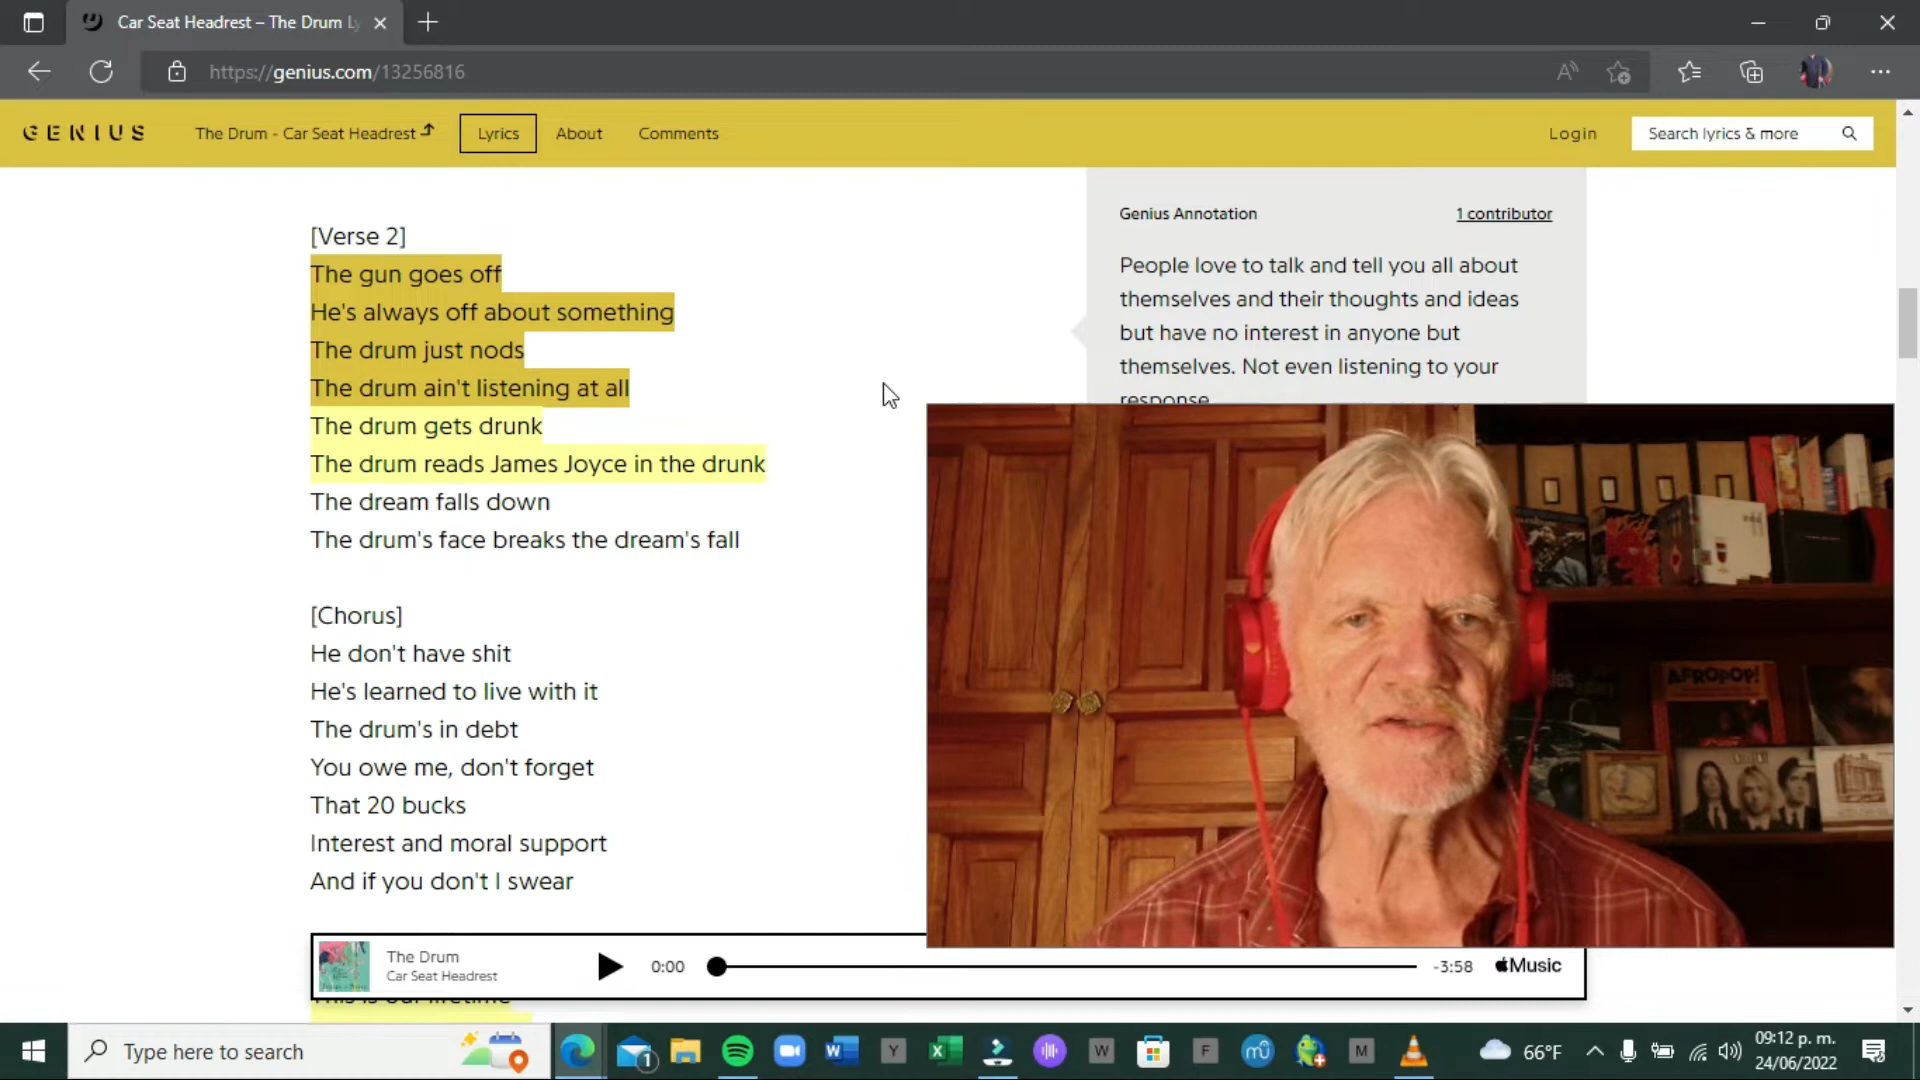 Car Seat Headrest – The Drum Ly
https://genius.com/13256816
GENIUS
The Drum - Car Seat Headrest
Lyrics
About
Comments
Login
Search lyrics & more
[Verse 2]
The gun goes off
He's always off about something
The drum just nods
The drum ain't listening at all
The drum gets drunk
The drum reads James Joyce in the drunk
The dream falls down
The drum's face breaks the dream's fall
[Chorus]
He don't have shit
He's learned to live with it
The drum's in debt
You owe me, don't forget
That 20 bucks
Interest and moral support
And if you don't I swear
This is our lifetime
Genius Annotation
1 contributor
People love to talk and tell you all about
themselves and their thoughts and ideas
but have no interest in anyone but
themselves. Not even listening to your
response
AFROPOP!
The Drum
Car Seat Headrest
0:00
-3:58
Music
Type here to search
1
W
Y
X
W
F
M
66°F
09:12 p. m.
24/06/2022